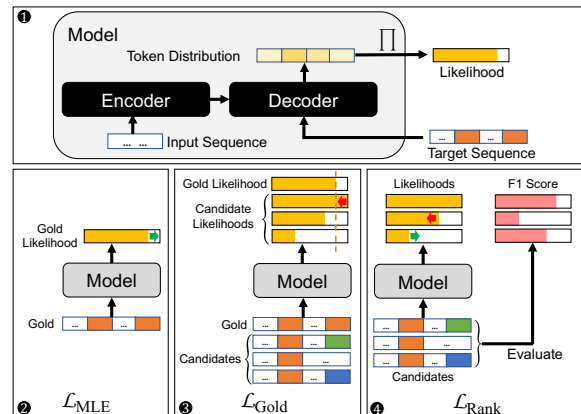 ❶
Model
Token Distribution
∏
Likelihood
Encoder
Decoder
... ...
Input Sequence
... ...
Target Sequence
Gold
Likelihood
Model
Gold
... ...
❷
ℒMLE
Gold Likelihood
Candidate
Likelihoods
Model
Gold
... ...
Candidates
... ...
... ...
... ...
❸
ℒGold
Likelihoods
F1 Score
Model
... ...
... ...
... ...
Candidates
Evaluate
❹
ℒRank